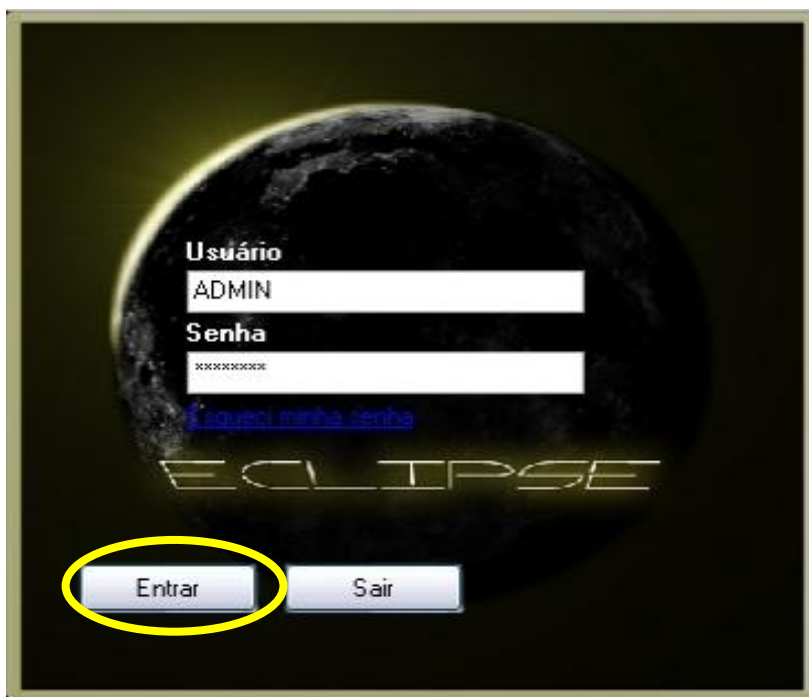 Usuário
ADMIN
Senha
××××××××
Esqueci minha senha
ECLIPSE
Entrar Sair